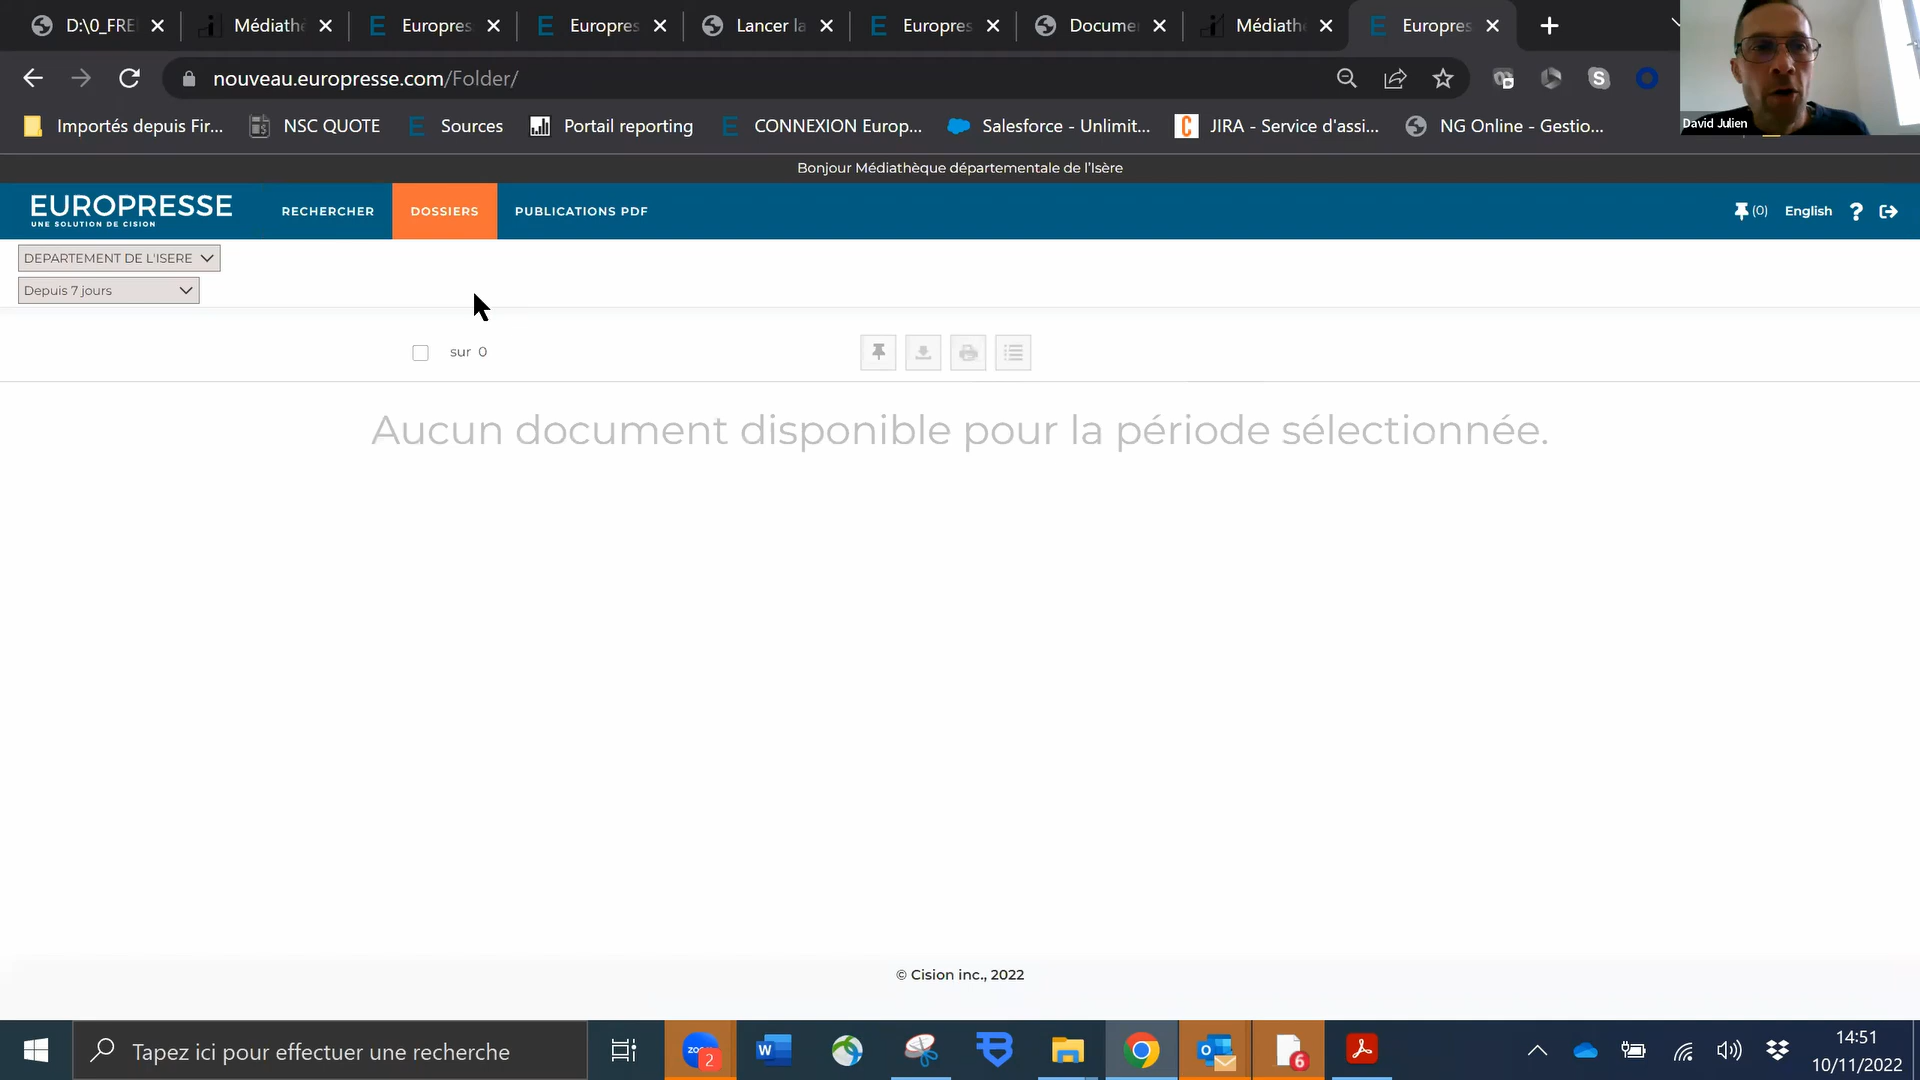 D:\0_FRE
Médiathè
Europres
Europres
Lancer la
Europres
Docume
Médiathè
Europres
nouveau.europresse.com/Folder/
Importés depuis Fir...
NSC QUOTE
Sources
Portail reporting
CONNEXION Europ...
Salesforce - Unlimit...
JIRA - Service d'assi...
NG Online - Gestio...
David Julien
Bonjour Médiathèque départementale de l'Isère
EUROPRESSE
UNE SOLUTION DE CISION
RECHERCHER
DOSSIERS
PUBLICATIONS PDF
(0)
English
?
DEPARTEMENT DE L'ISERE
Depuis 7 jours
sur 0
Aucun document disponible pour la période sélectionnée.
© Cision inc., 2022
Tapez ici pour effectuer une recherche
2
6
14:51
10/11/2022